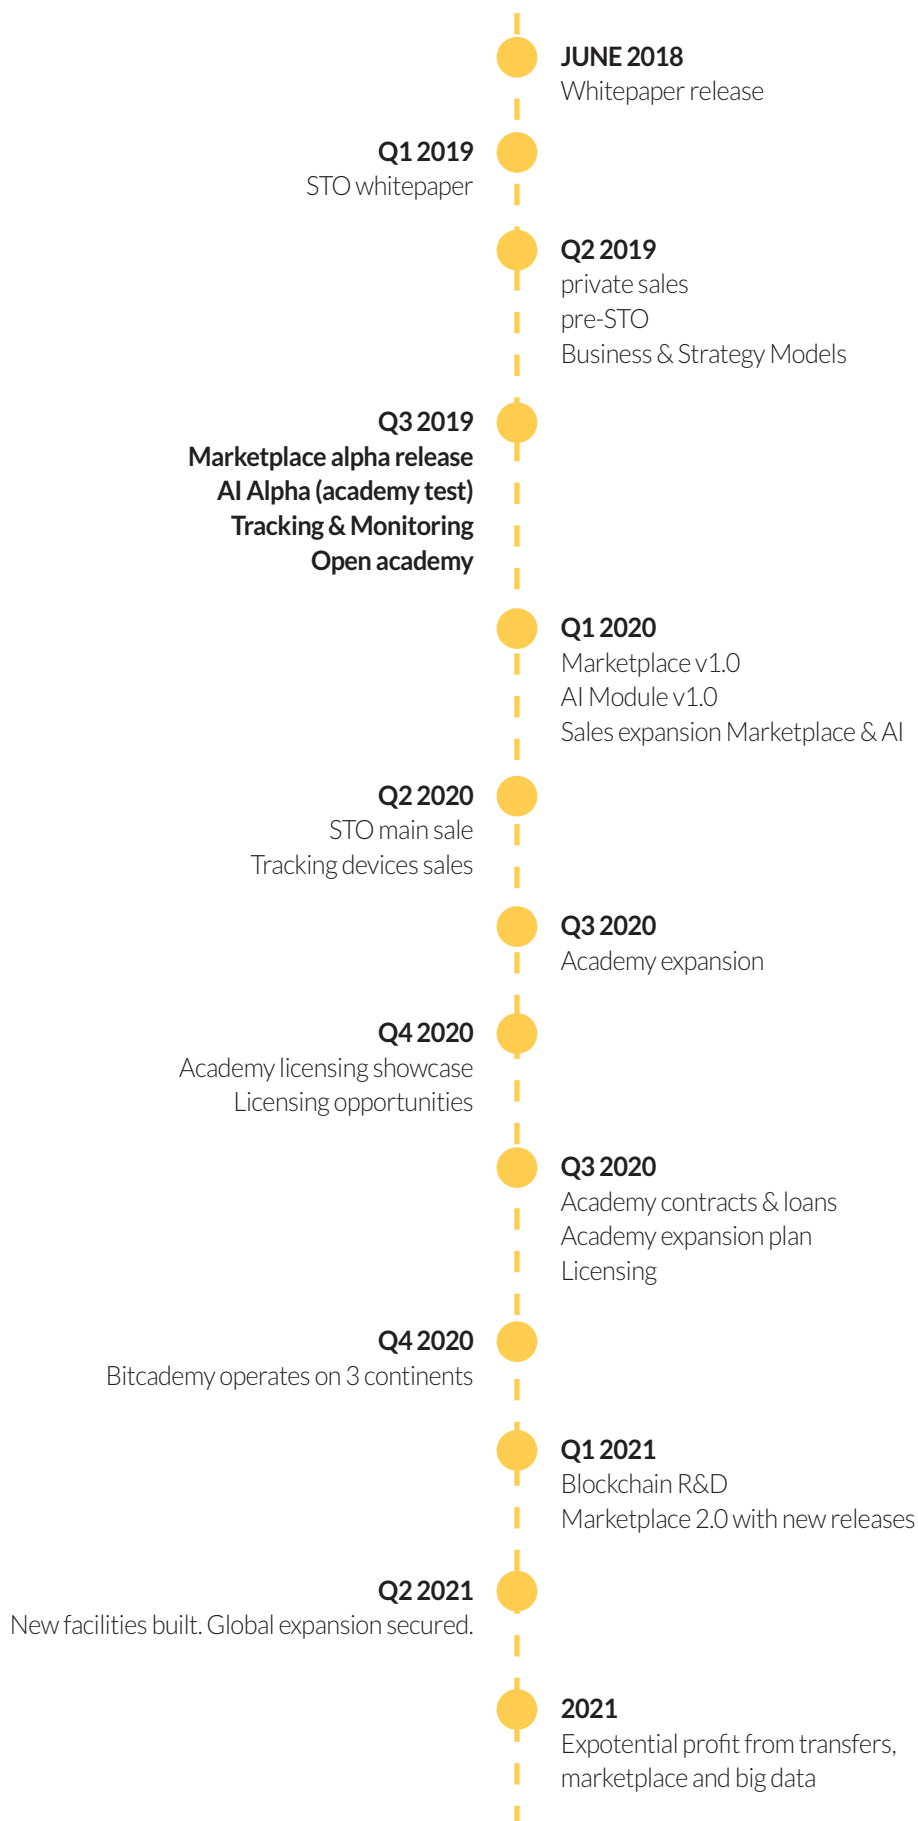 JUNE 2018
Whitepaper release
Q1 2019
STO whitepaper
Q2 2019
private sales
pre-STO
Business & Strategy Models
Q3 2019
Marketplace alpha release
AI Alpha (academy test)
Tracking & Monitoring
Open academy
Q1 2020
Marketplace v1.0
AI Module v1.0
Sales expansion Marketplace & AI
Q2 2020
STO main sale
Tracking devices sales
Q3 2020
Academy expansion
Q4 2020
Academy licensing showcase
Licensing opportunities
Q3 2020
Academy contracts & loans
Academy expansion plan
Licensing
Q4 2020
Bitcademy operates on 3 continents
Q1 2021
Blockchain R&D
Marketplace 2.0 with new releases
Q2 2021
New facilities built. Global expansion secured.
2021
Expotential profit from transfers,
marketplace and big data